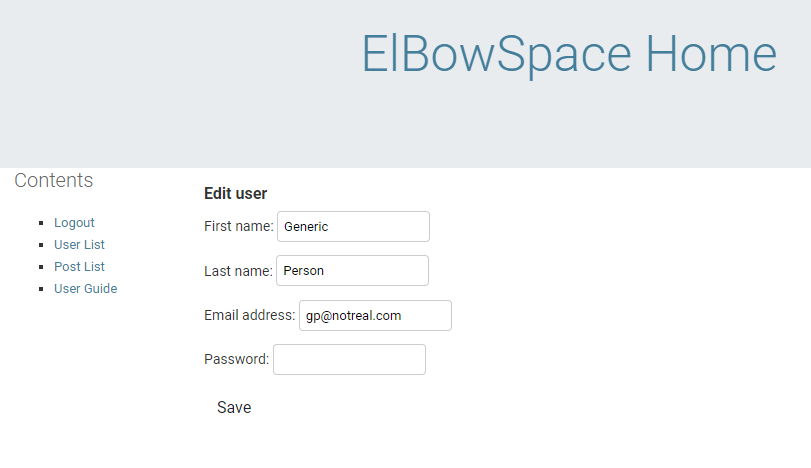 ElBowSpace Home
Contents
Logout
User List
Post List
User Guide
Edit user
First name: Generic
Last name: Person
Email address: gp@notreal.com
Password:
Save